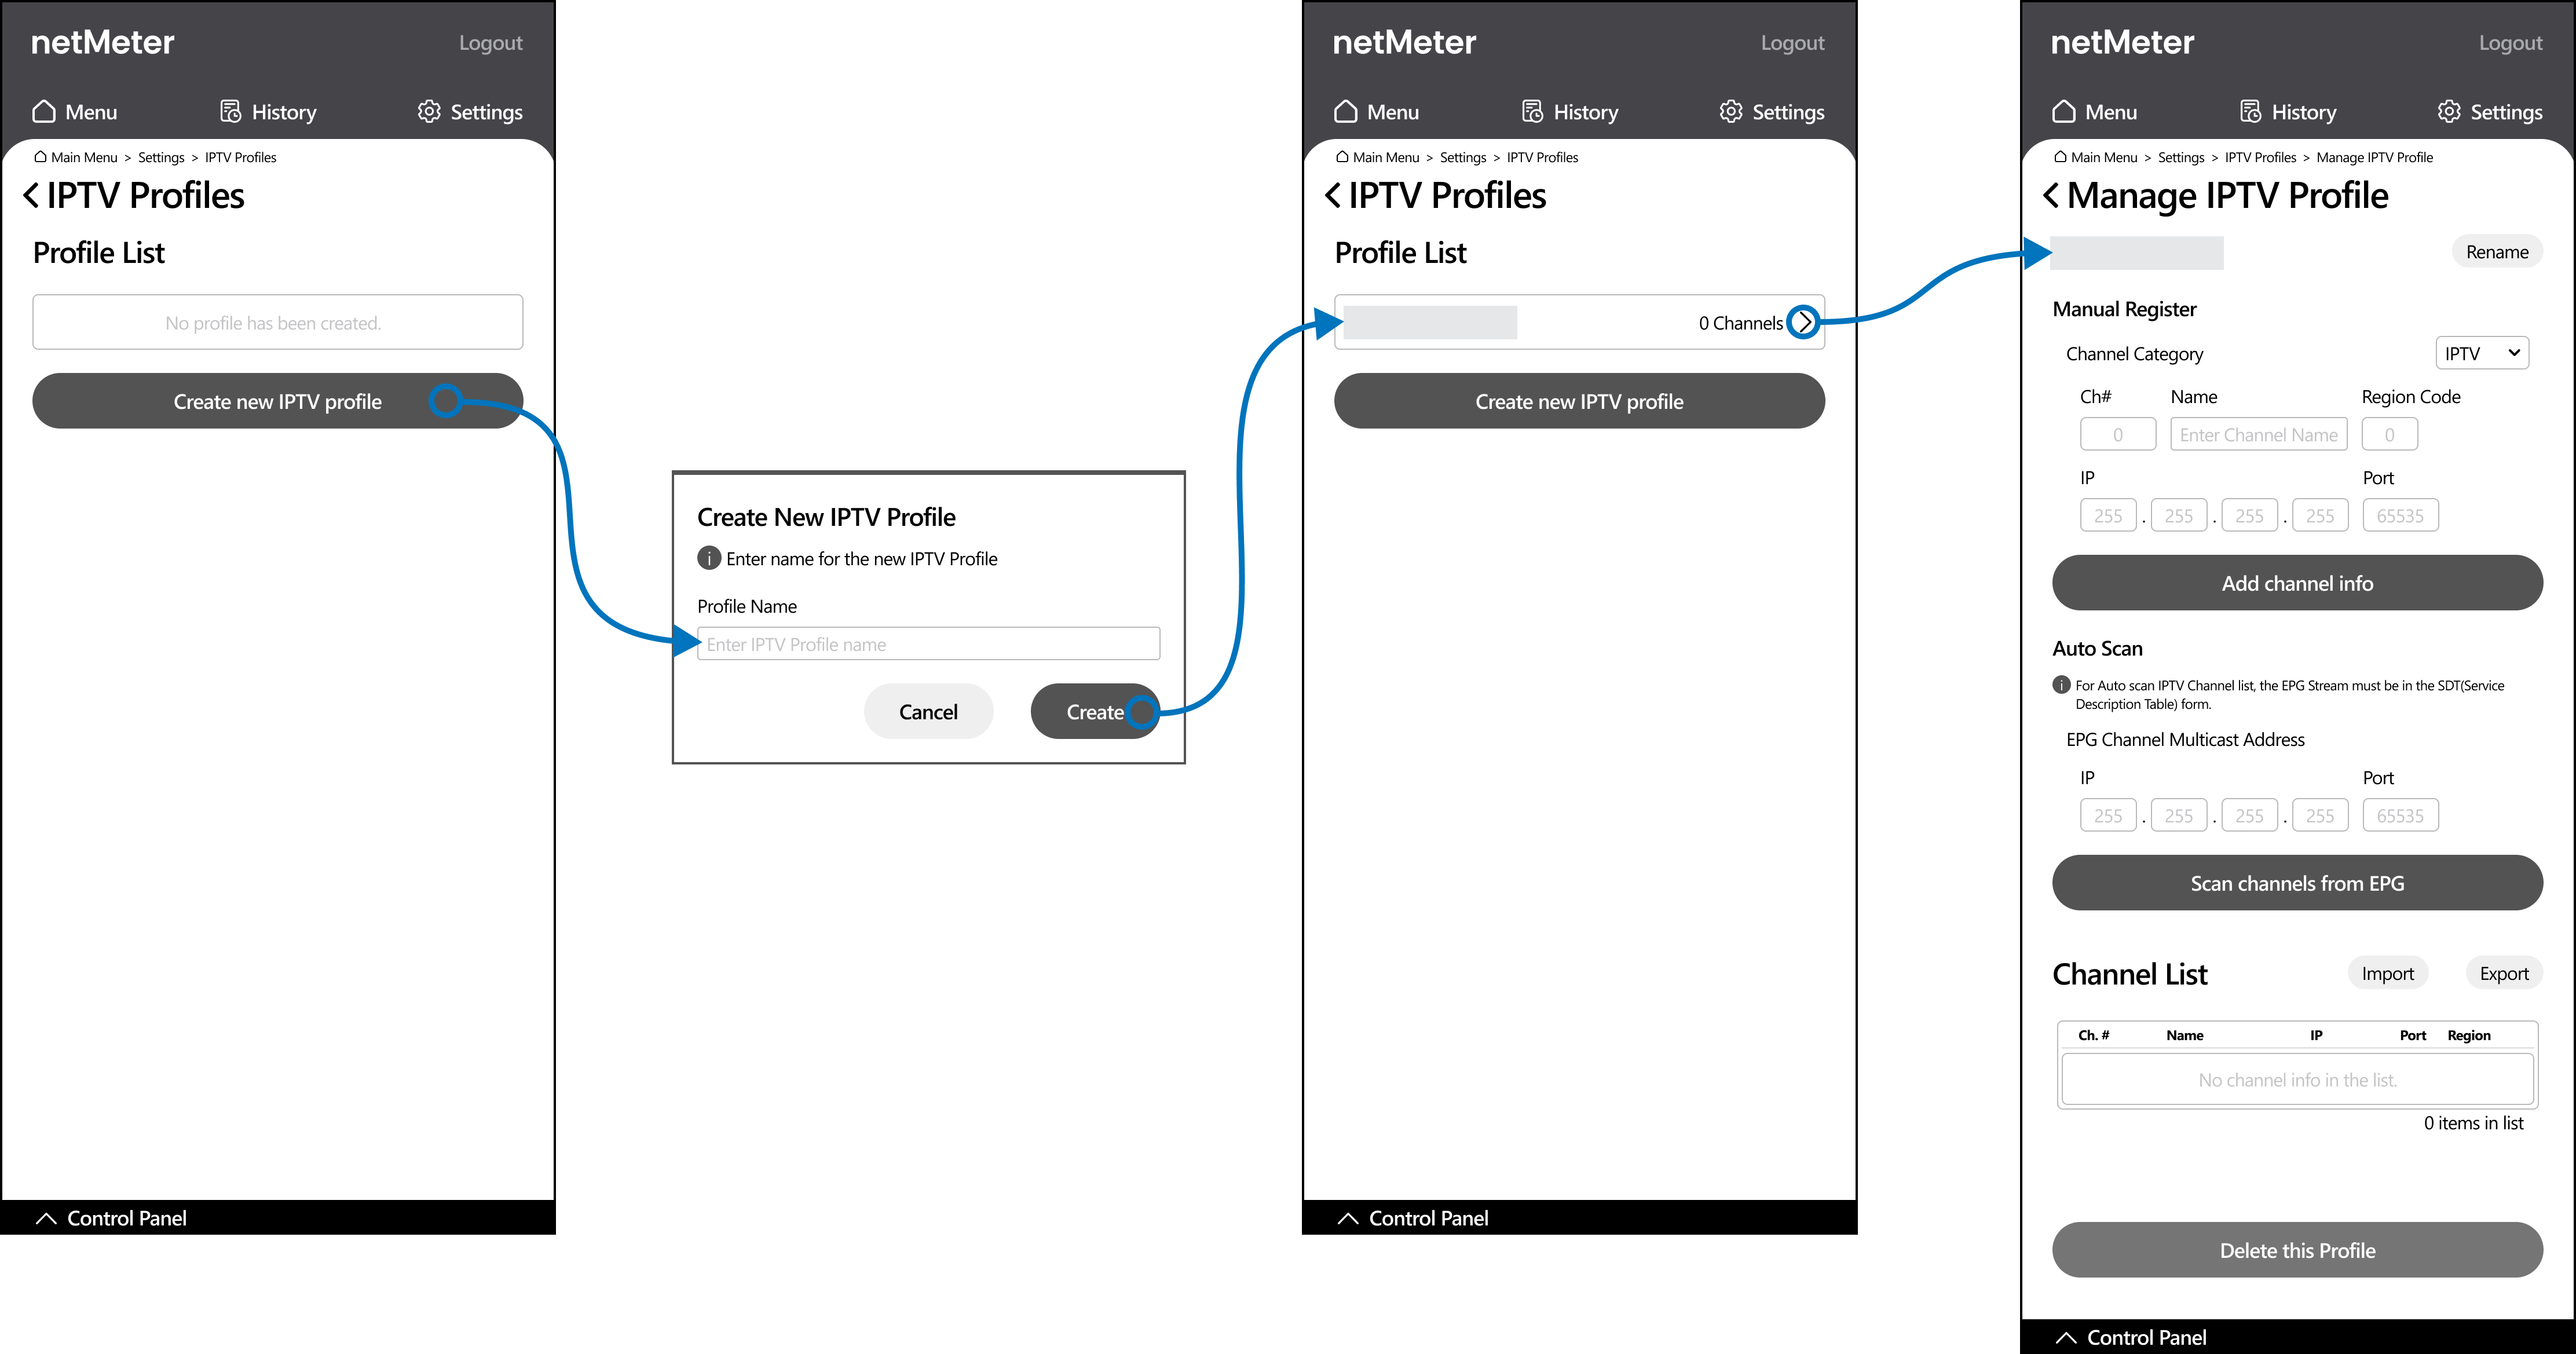 netMeter
Logout
Menu
History
Settings
Main Menu > Settings > IPTV Profiles
IPTV Profiles
Profile List
No profile has been created.
Create new IPTV profile
Control Panel
Create New IPTV Profile
i Enter name for the new IPTV Profile
Profile Name
Enter IPTV Profile name
Cancel
Create
netMeter
Logout
Menu
History
Settings
Main Menu > Settings > IPTV Profiles
IPTV Profiles
Profile List
0 Channels
Create new IPTV profile
Control Panel
netMeter
Logout
Menu
History
Settings
Main Menu > Settings > IPTV Profiles > Manage IPTV Profile
Manage IPTV Profile
Rename
Manual Register
Channel Category
IPTV
Ch# Name Region Code
0 Enter Channel Name 0
IP Port
255 . 255 . 255 . 255 65535
Add channel info
Auto Scan
i For Auto scan IPTV Channel list, the EPG Stream must be in the SDT(Service
Description Table) form.
EPG Channel Multicast Address
IP Port
255 . 255 . 255 . 255 65535
Scan channels from EPG
Channel List
Import
Export
Ch. # Name IP Port Region
No channel info in the list.
0 items in list
Delete this Profile
Control Panel